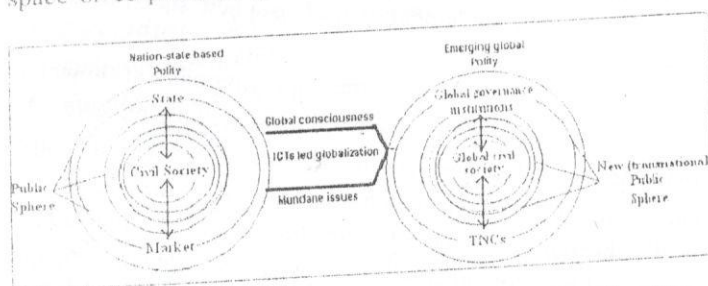 Nation-state based
Polity
State
Civil Society
Market
Public
Sphere
Global consciousness
ICTs led globalization
Mundane issues
Emerging global
Polity
Global governance
institutions
Global civil
society
TNCs
New (transnational)
Public
Sphere